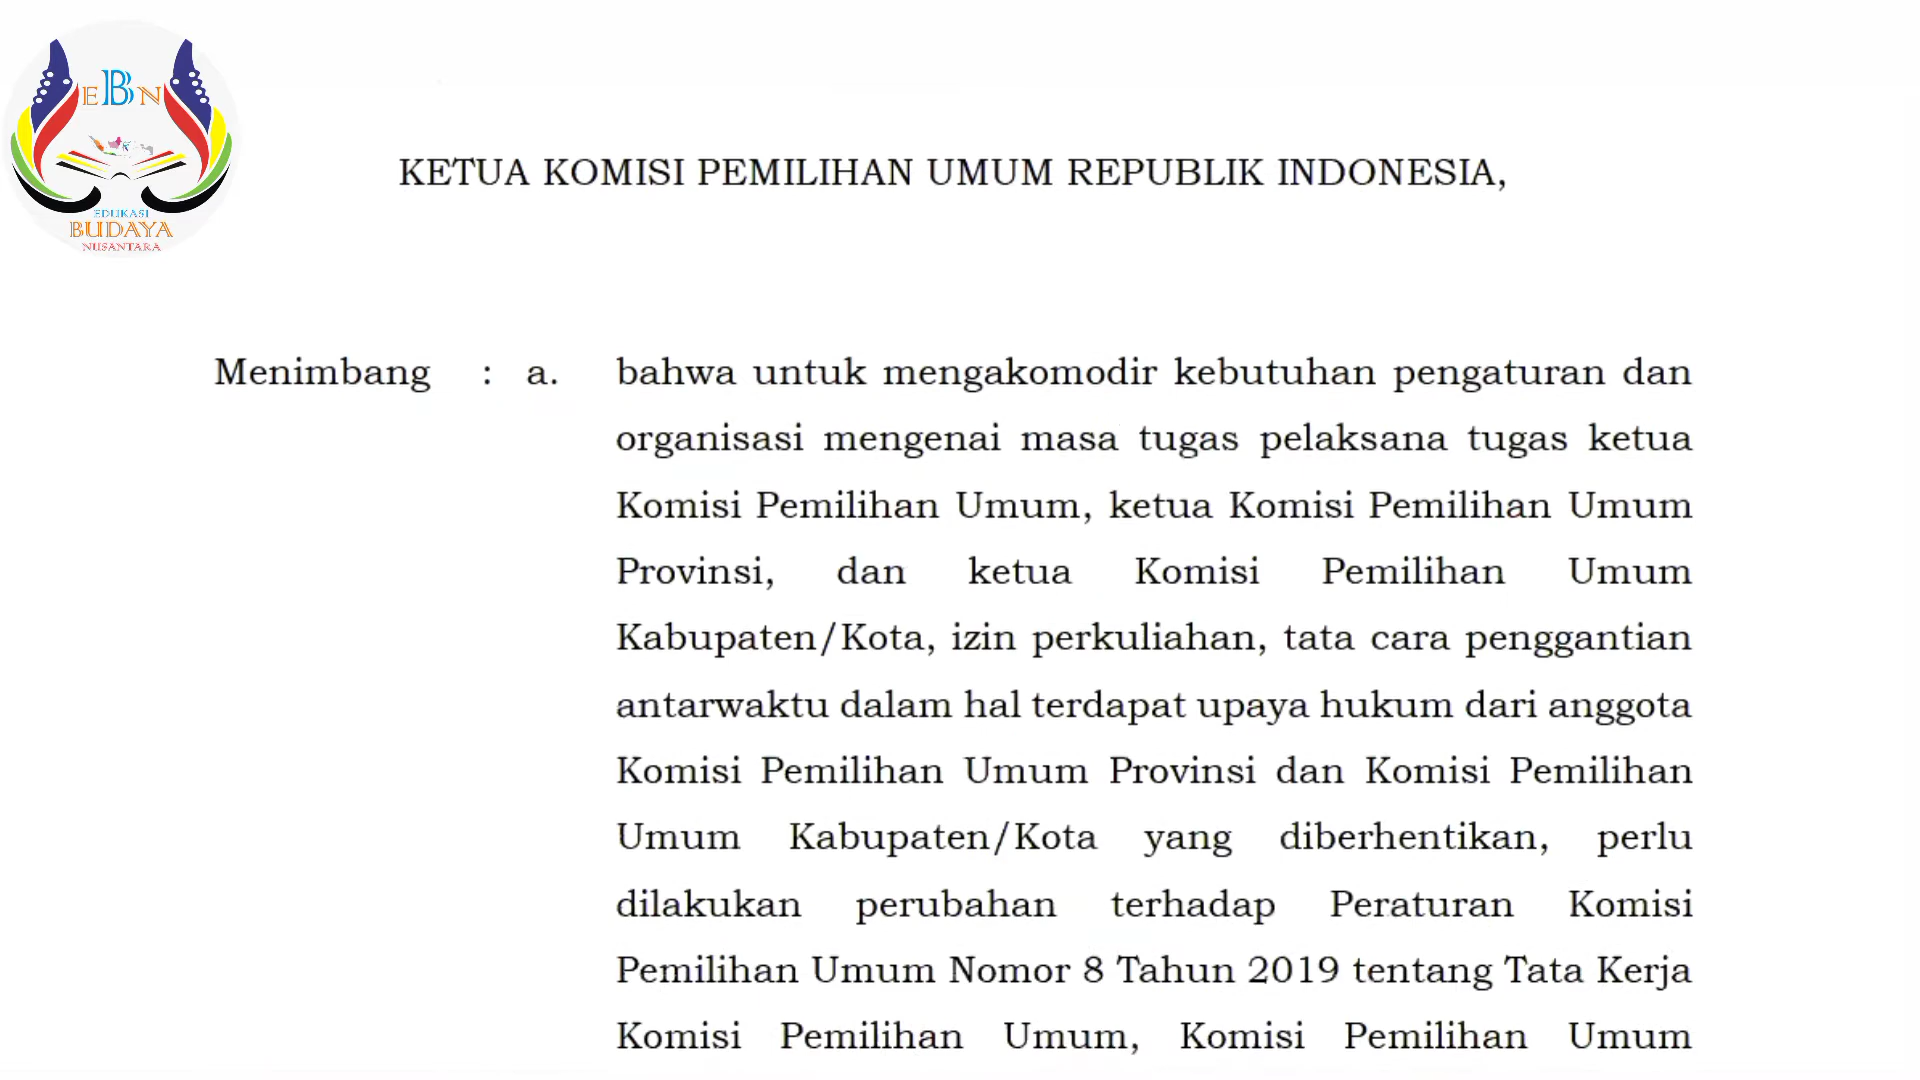 EBN
EDUKASI
BUDAYA
NUSANTARA
KETUA KOMISI PEMILIHAN UMUM REPUBLIK INDONESIA,
Menimbang : a. bahwa untuk mengakomodir kebutuhan pengaturan dan
organisasi mengenai masa tugas pelaksana tugas ketua
Komisi Pemilihan Umum, ketua Komisi Pemilihan Umum
Provinsi, dan ketua Komisi Pemilihan Umum
Kabupaten/Kota, izin perkuliahan, tata cara penggantian
antarwaktu dalam hal terdapat upaya hukum dari anggota
Komisi Pemilihan Umum Provinsi dan Komisi Pemilihan
Umum Kabupaten/Kota yang diberhentikan, perlu
dilakukan perubahan terhadap Peraturan Komisi
Pemilihan Umum Nomor 8 Tahun 2019 tentang Tata Kerja
Komisi Pemilihan Umum, Komisi Pemilihan Umum